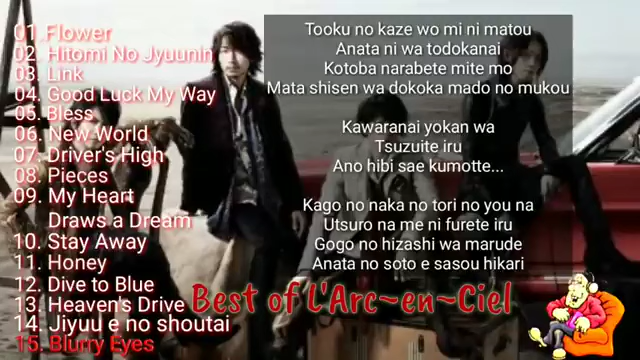 01.Flower
02. Hitomi No Jyuunin
03. Link
04. Good Luck My Way
05. Bless
06. New World
07. Driver's High
08. Pieces
09. My Heart
Draws a Dream
10. Stay Away
11. Honey
12. Dive to Blue
13. Heaven's Drive
14. Jiyuu e no shoutai
15. Blurry Eyes
Tooku no kaze wo mi ni matou
Anata ni wa todokanai
Kotoba narabete mite mo
Mata shisen wa dokoka mado no mukou
Kawaranai yokan wa
Tsuzuite iru
Ano hibi sae kumotte...
Kago no naka no tori no you na
Utsuro na me ni furete iru
Gogo no hizashi wa marude
Anata no soto e sasou hikari
Best of L'Arc~en~Ciel